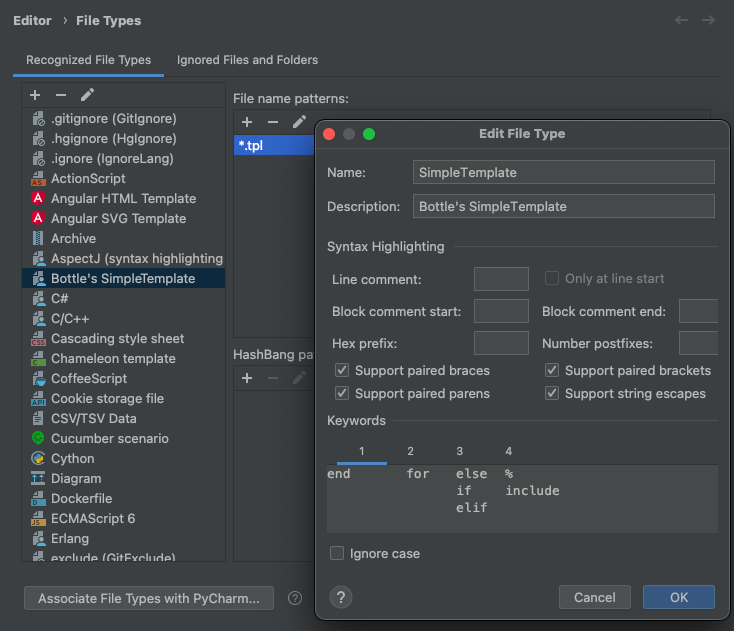 Editor › File Types
Recognized File Types
Ignored Files and Folders
.gitignore (GitIgnore)
.hgignore (HgIgnore)
.ignore (IgnoreLang)
ActionScript
Angular HTML Template
Angular SVG Template
Archive
AspectJ (syntax highlighting
Bottle's SimpleTemplate
C#
C/C++
Cascading style sheet
Chameleon template
CoffeeScript
Cookie storage file
CSV/TSV Data
Cucumber scenario
Cython
Diagram
Dockerfile
ECMAScript 6
Erlang
exclude (GitExclude)
File name patterns:
*.tpl
HashBang pa
Edit File Type
Name:
SimpleTemplate
Description:
Bottle's SimpleTemplate
Syntax Highlighting
Line comment:
Only at line start
Block comment start:
Block comment end:
Hex prefix:
Number postfixes:
Support paired braces
Support paired brackets
Support paired parens
Support string escapes
Keywords
1 2 3 4
end for else %
if include
elif
Ignore case
? Cancel OK
Associate File Types with PyCharm... ?